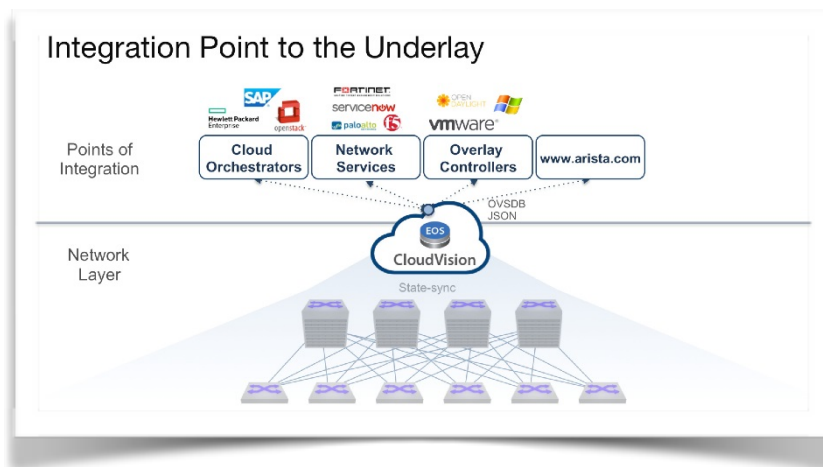 Integration Point to the Underlay
Points of
Integration
SAP
Hewlett Packard
Enterprise
openstack
Cloud
Orchestrators
FORTINET
servicenow
paloalto
f5
Network
Services
OPEN
DAYLIGHT
vmware
Overlay
Controllers
www.arista.com
OVSDB
JSON
Network
Layer
EOS
CloudVision
State-sync